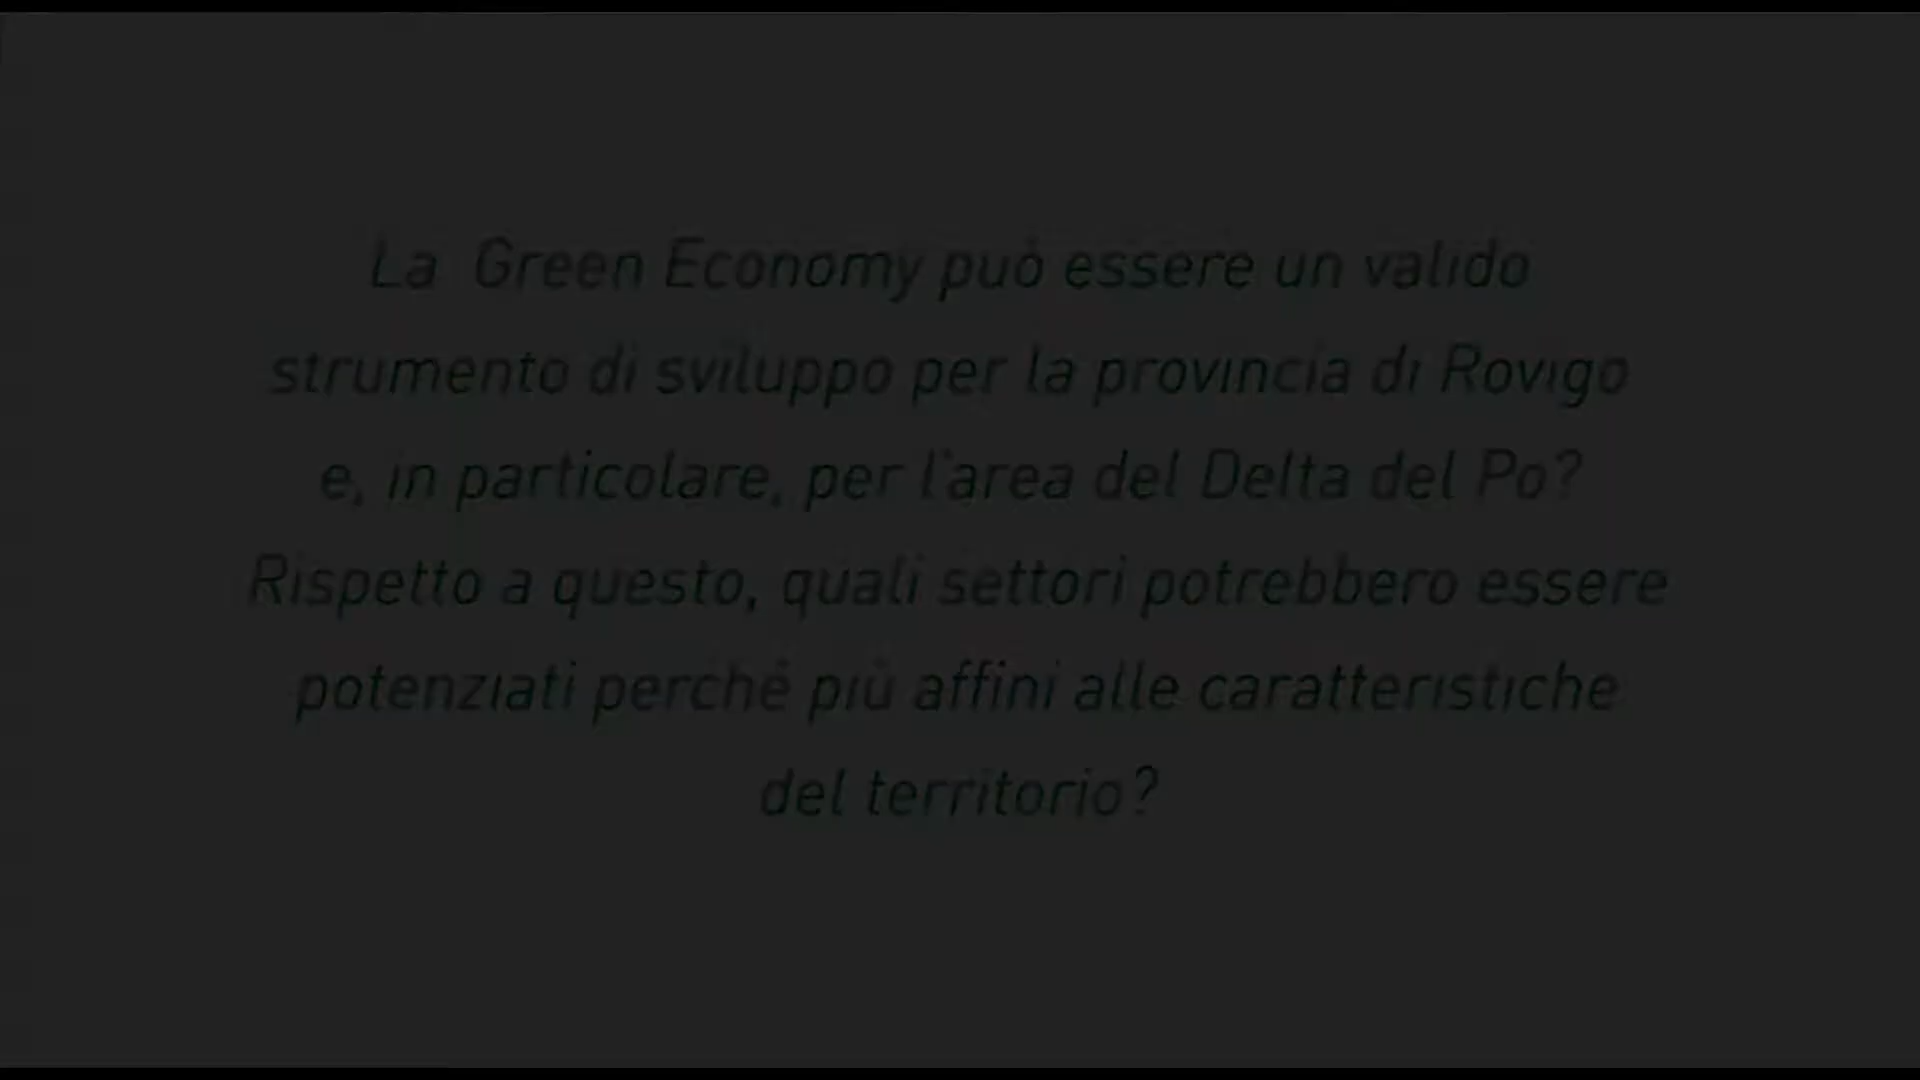 La Green Economy può essere un valido
strumento di sviluppo per la provincia di Rovigo
e, in particolare, per l'area del Delta del Po?
Rispetto a questo, quali settori potrebbero essere
potenziati perché più affini alle caratteristiche
del territorio?